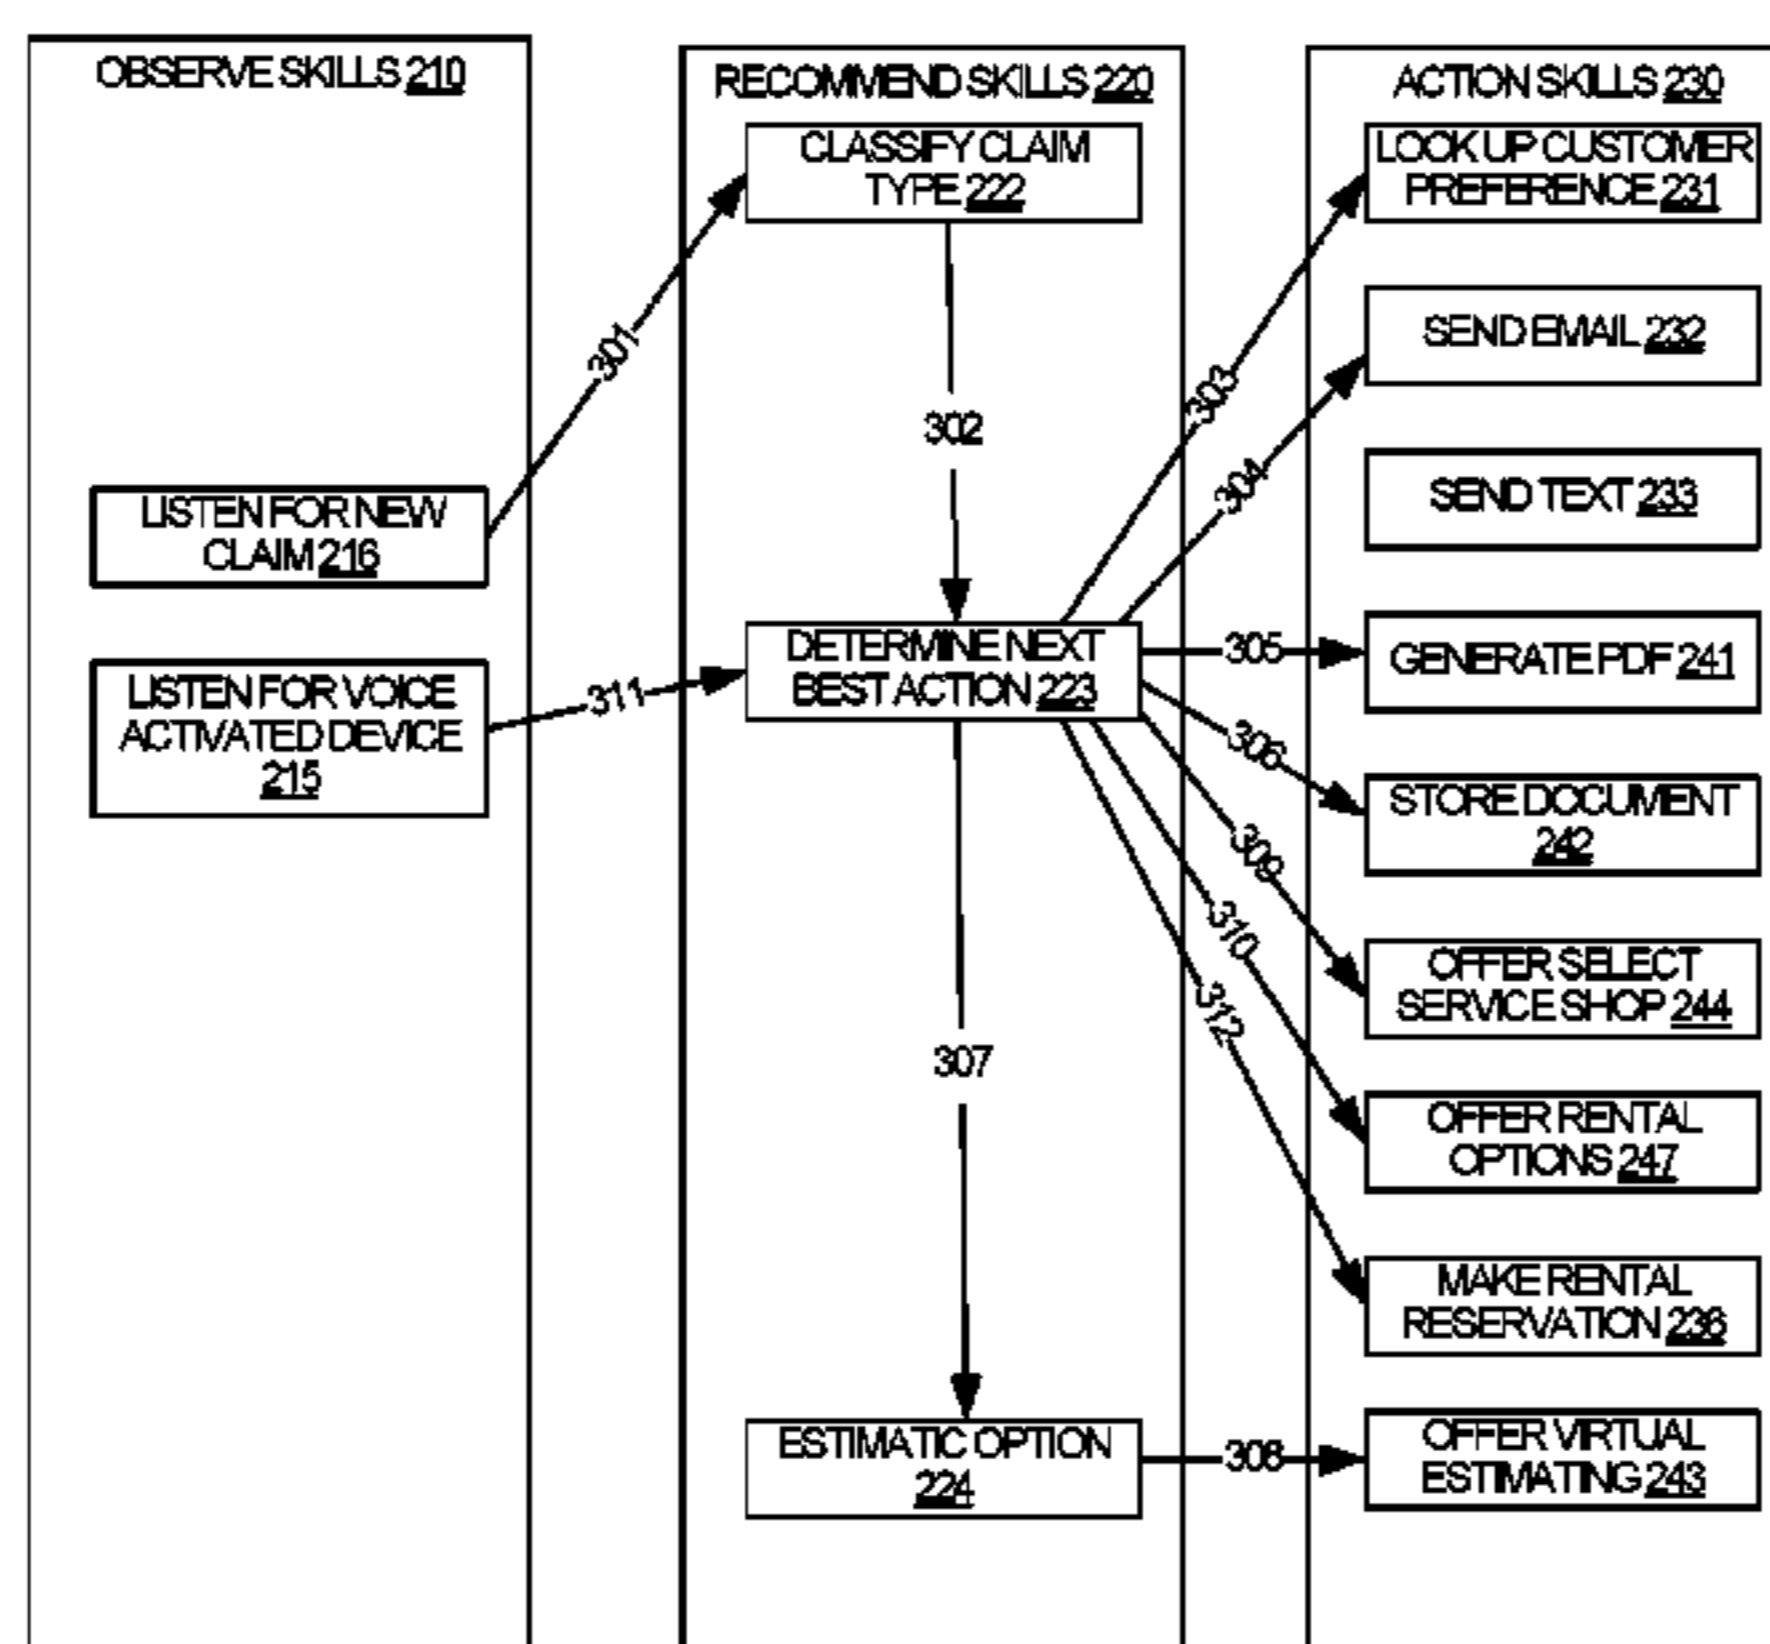 OBSERVE SKILLS 210
LISTEN FOR NEW
CLAIM 216
LISTEN FOR VOICE
ACTIVATED DEVICE
215
301
311
RECOMMEND SKILLS 220
CLASSIFY CLAIM
TYPE 222
302
DETERMINE NEXT
BEST ACTION 223
307
ESTIMATIC OPTION
224
303
304
305
306
309
310
312
308
ACTION SKILLS 230
LOOK UP CUSTOMER
PREFERENCE 231
SEND EMAIL 232
SEND TEXT 233
GENERATE PDF 241
STORE DOCUMENT
242
OFFER SELECT
SERVICE SHOP 244
OFFER RENTAL
OPTIONS 247
MAKE RENTAL
RESERVATION 236
OFFER VIRTUAL
ESTIMATING 243